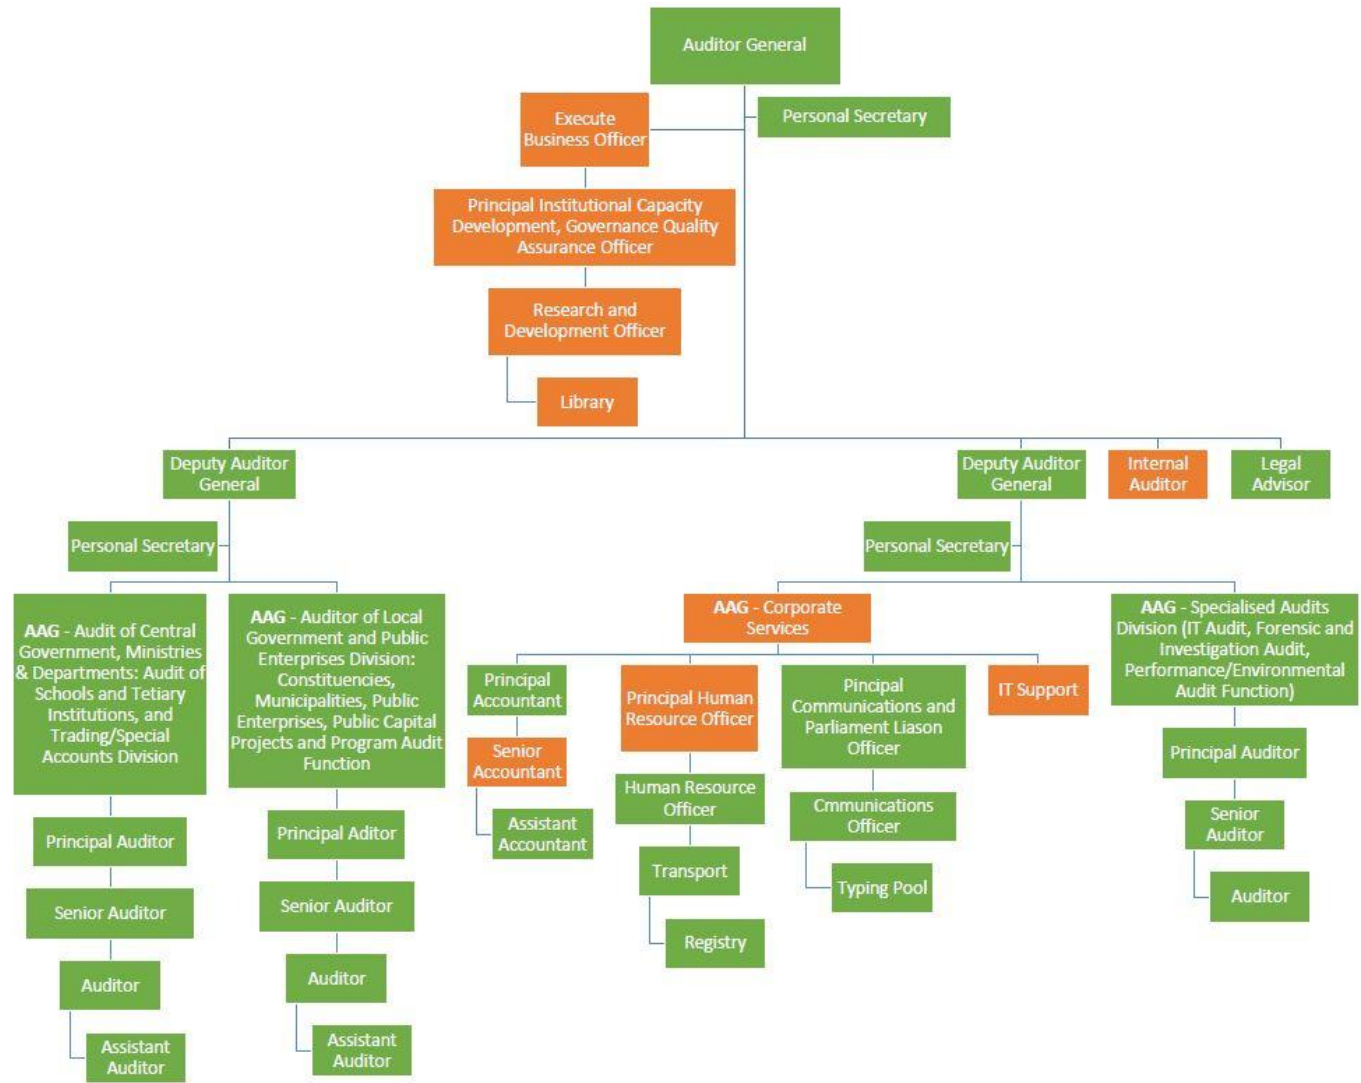 Auditor General
Execute
Business Officer
Personal Secretary
Principal Institutional Capacity
Development, Governance Quality
Assurance Officer
Research and
Development Officer
Library
Deputy Auditor
General
Personal Secretary
AAG - Audit of Central
Government, Ministries
& Departments: Audit of
Schools and Tetiary
Institutions, and
Trading/Special
Accounts Division
Principal Auditor
Senior Auditor
Auditor
Assistant
Auditor
AAG - Auditor of Local
Government and Public
Enterprises Division:
Constituencies,
Municipalities, Public
Enterprises, Public Capital
Projects and Program Audit
Function
Principal Aditor
Senior Auditor
Auditor
Assistant
Auditor
Deputy Auditor
General
Personal Secretary
AAG - Corporate
Services
Principal
Accountant
Senior
Accountant
Assistant
Accountant
Principal Human
Resource Officer
Human Resource
Officer
Transport
Registry
Pincipal
Communications and
Parliament Liason
Officer
Cmmunications
Officer
Typing Pool
IT Support
AAG - Specialised Audits
Division (IT Audit, Forensic and
Investigation Audit,
Performance/Environmental
Audit Function)
Principal Auditor
Senior
Auditor
Auditor
Internal
Auditor
Legal
Advisor